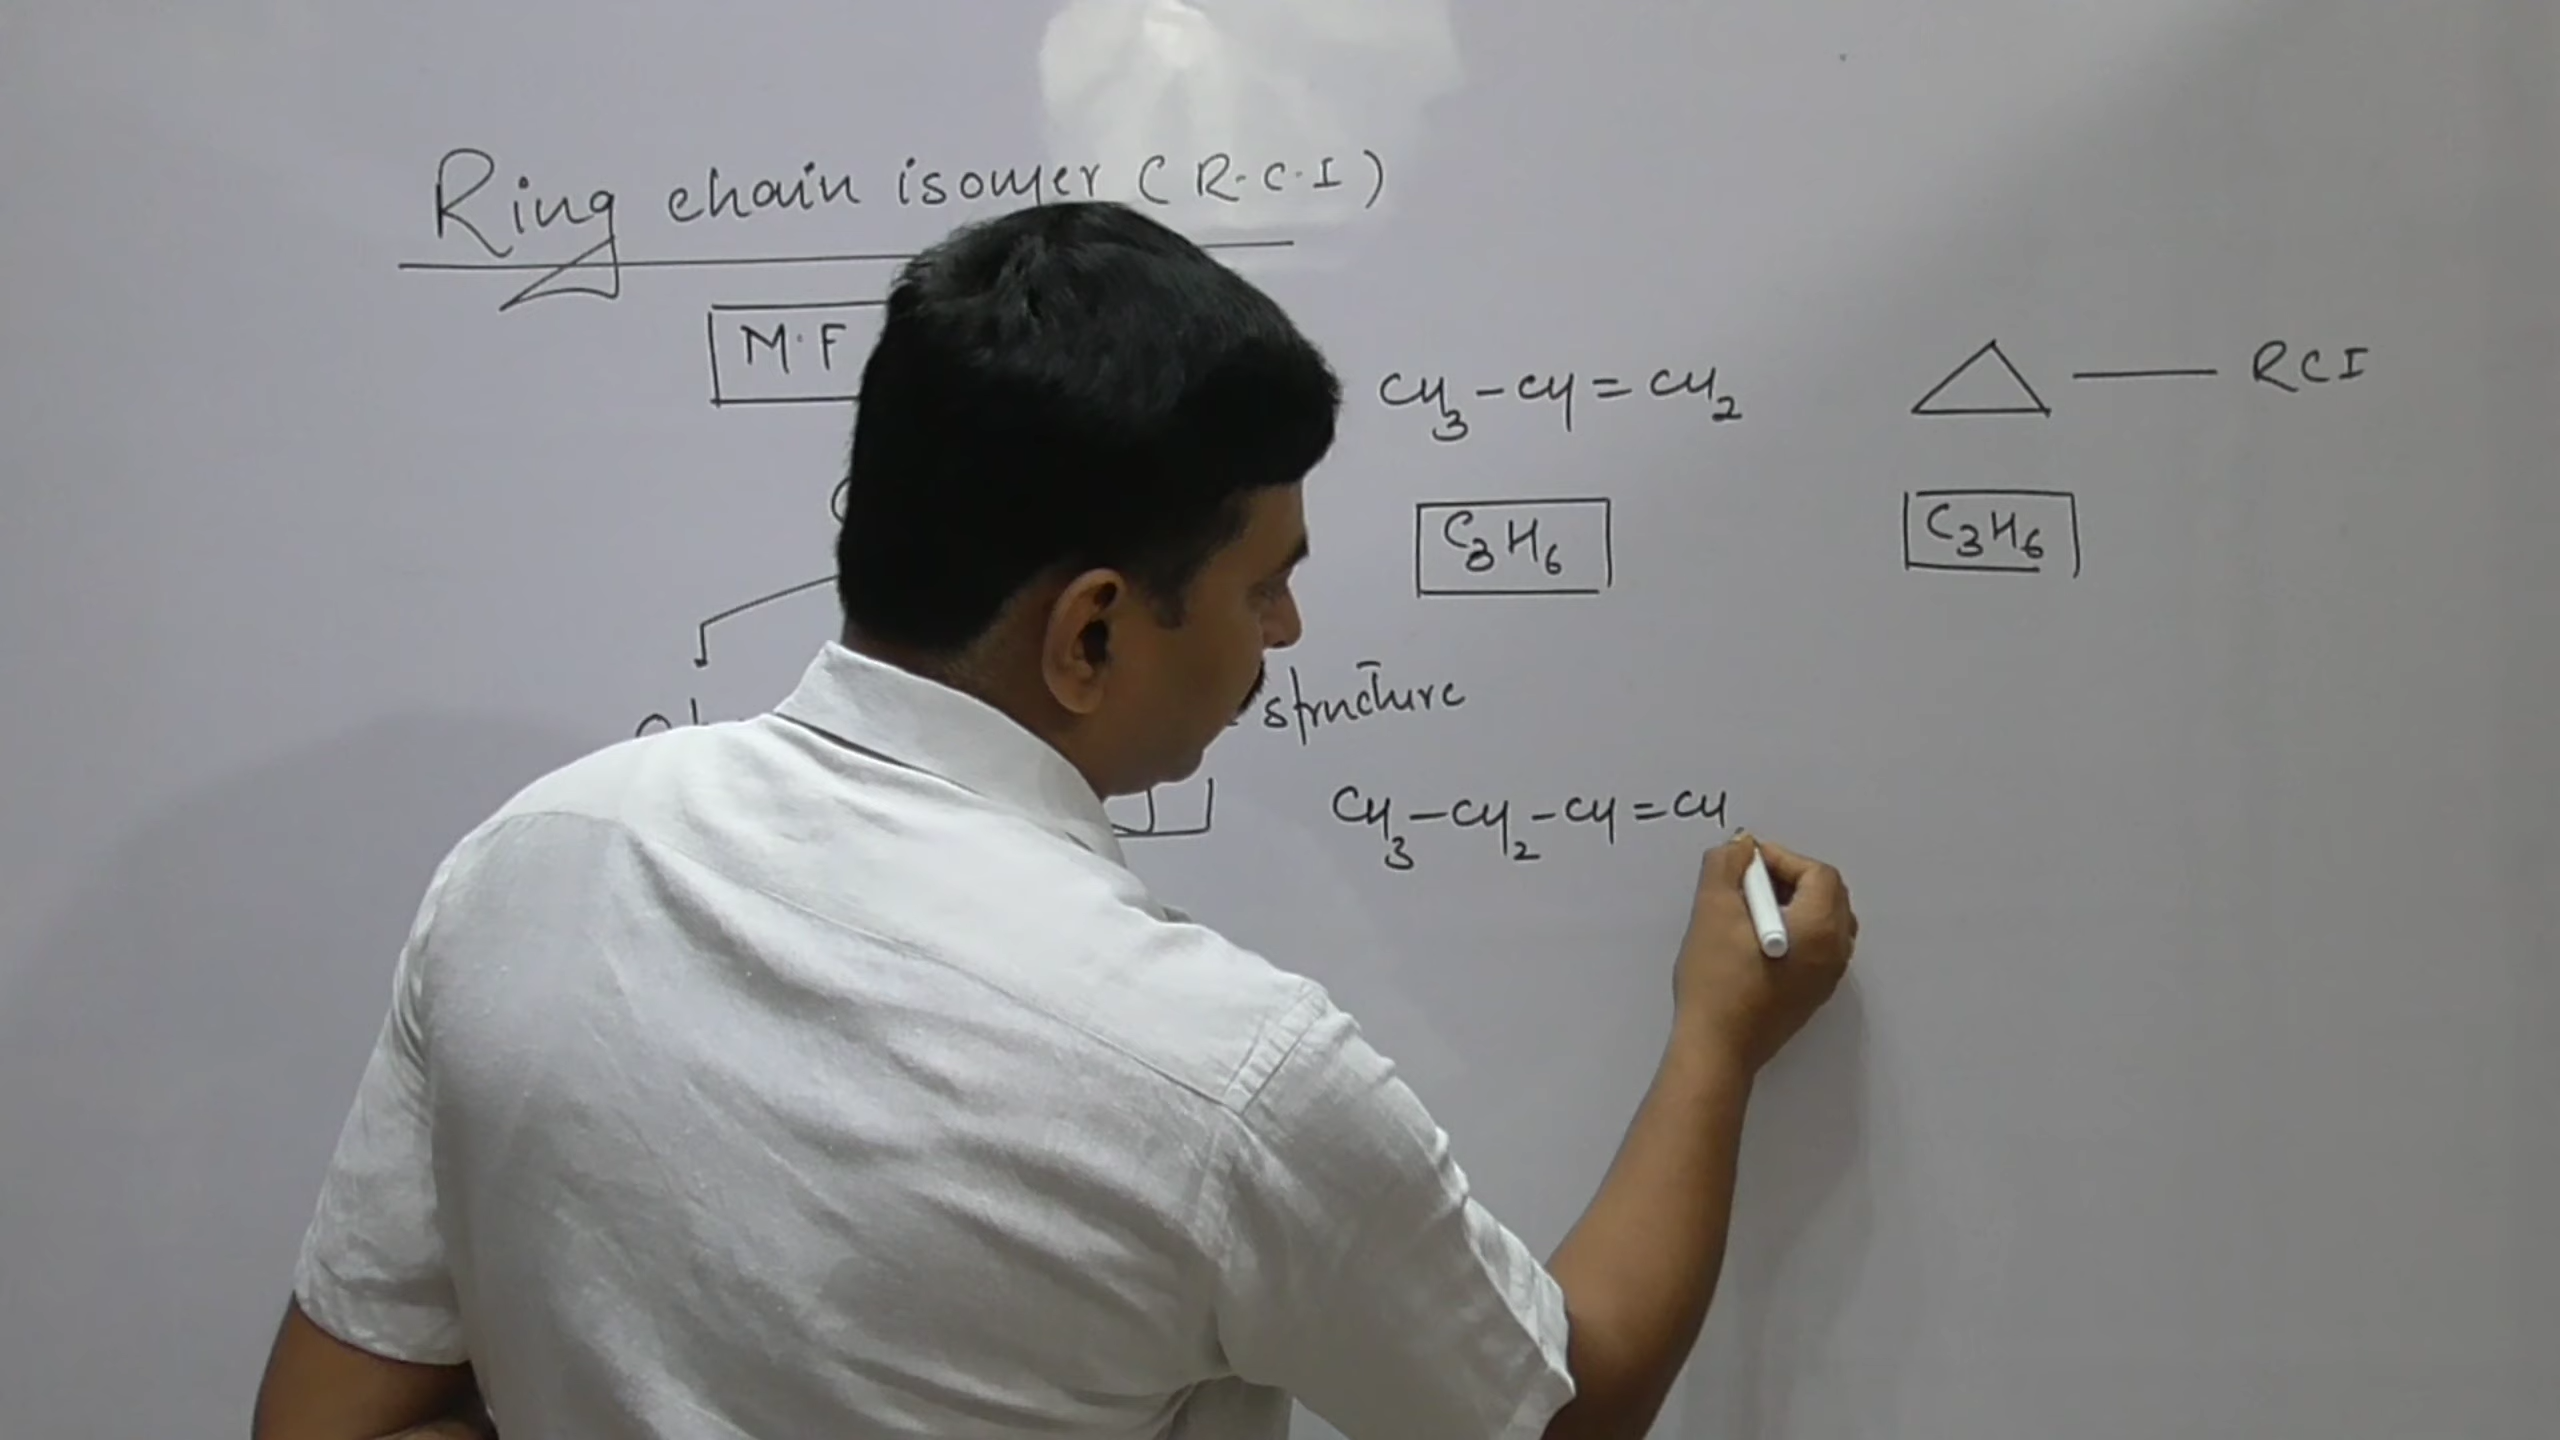 Ring chain isomer (R.C.I)
M.F
CH3-CH=CH2
RCI
C3H6
C3H6
structure
CH3-CH2-CH=CH